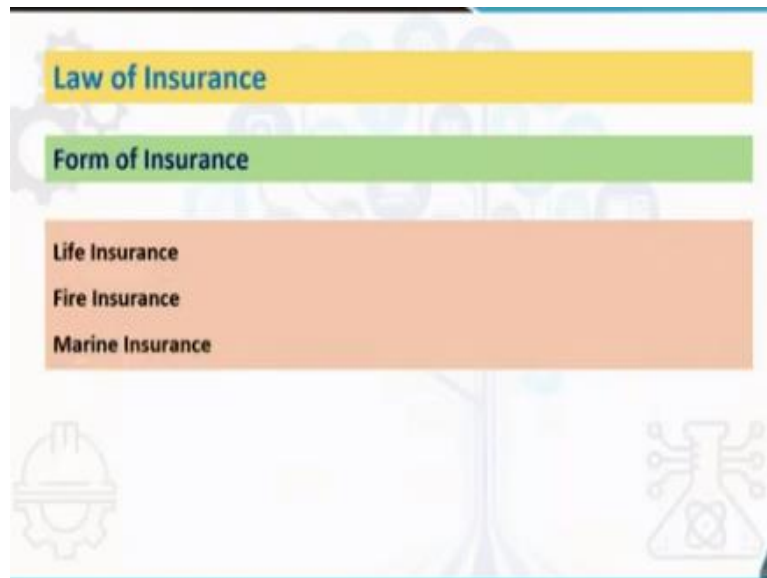 Law of Insurance
Form of Insurance
Life Insurance
Fire Insurance
Marine Insurance